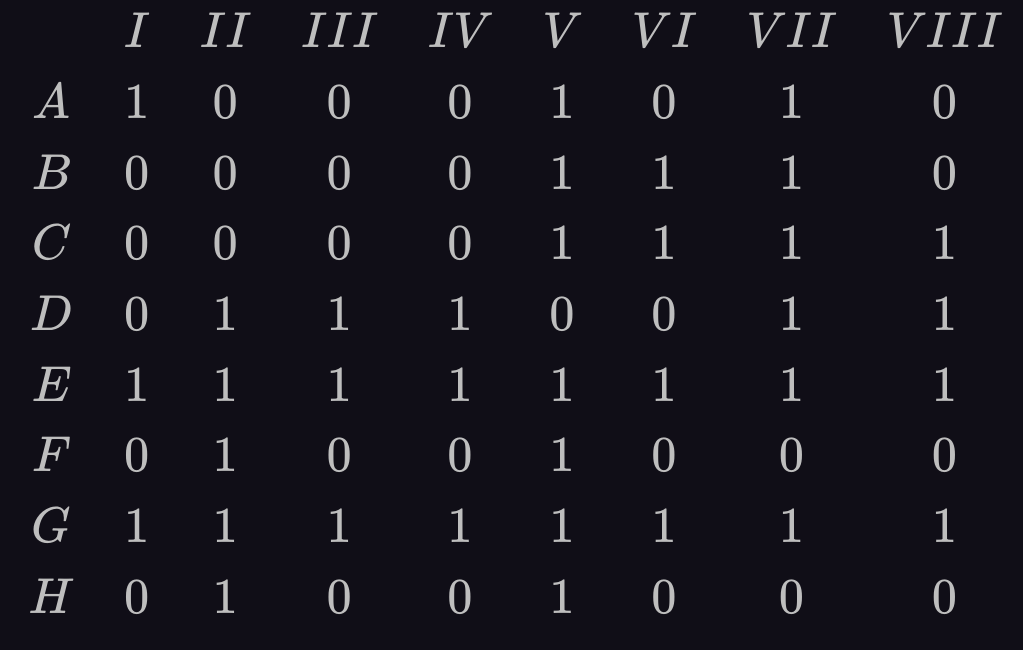 I II III IV V VI VII VIII
A 1 0 0 0 1 0 1 0
B 0 0 0 0 1 1 1 0
C 0 0 0 0 1 1 1 1
D 0 1 1 1 0 0 1 1
E 1 1 1 1 1 1 1 1
F 0 1 0 0 1 0 0 0
G 1 1 1 1 1 1 1 1
H 0 1 0 0 1 0 0 0